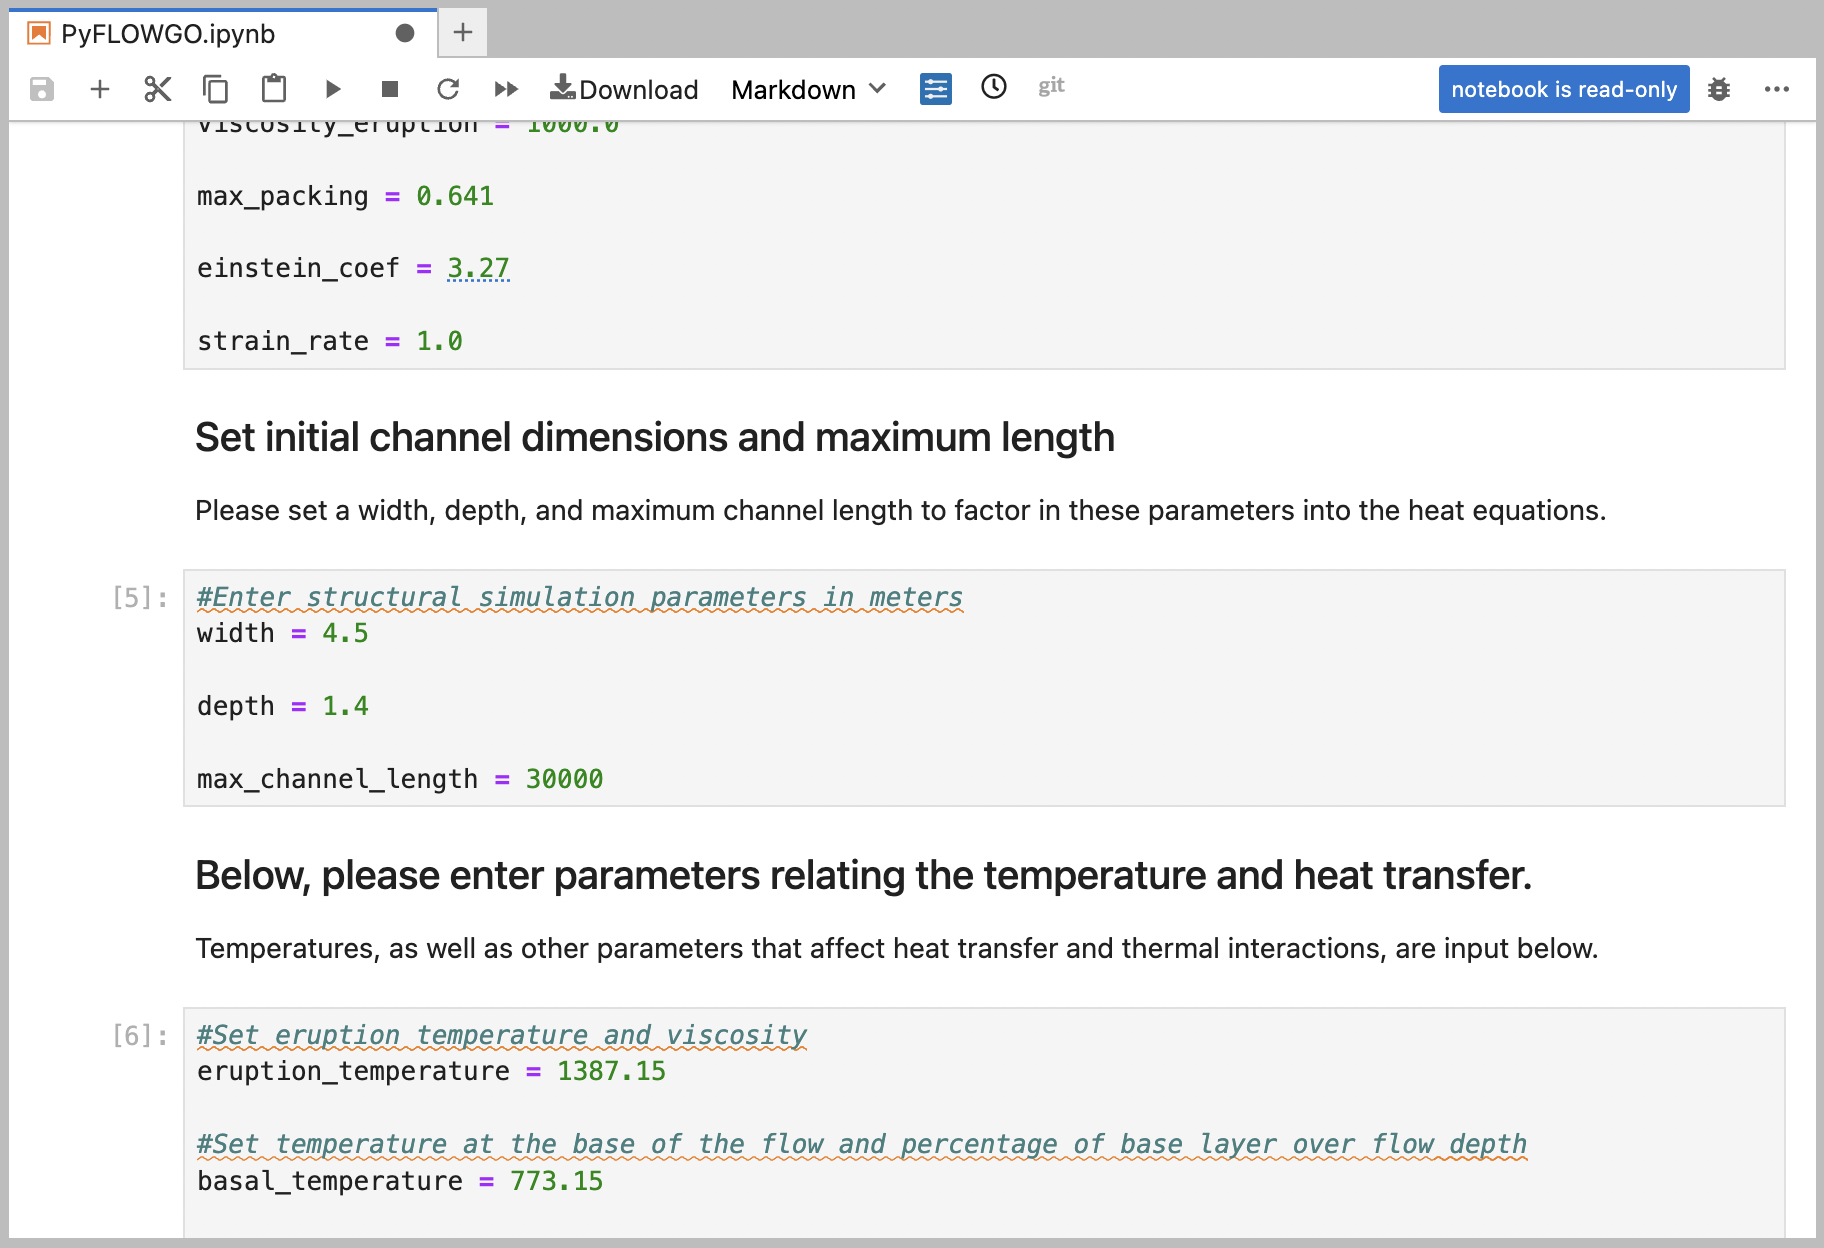 PyFLOWGO.ipynb
Download Markdown git notebook is read-only
viscosity_eruption = 1000.0
max_packing = 0.641
einstein_coef = 3.27
strain_rate = 1.0
Set initial channel dimensions and maximum length
Please set a width, depth, and maximum channel length to factor in these parameters into the heat equations.
[5]: #Enter structural simulation parameters in meters
width = 4.5
depth = 1.4
max_channel_length = 30000
Below, please enter parameters relating the temperature and heat transfer.
Temperatures, as well as other parameters that affect heat transfer and thermal interactions, are input below.
[6]: #Set eruption temperature and viscosity
eruption_temperature = 1387.15
#Set temperature at the base of the flow and percentage of base layer over flow depth
basal_temperature = 773.15